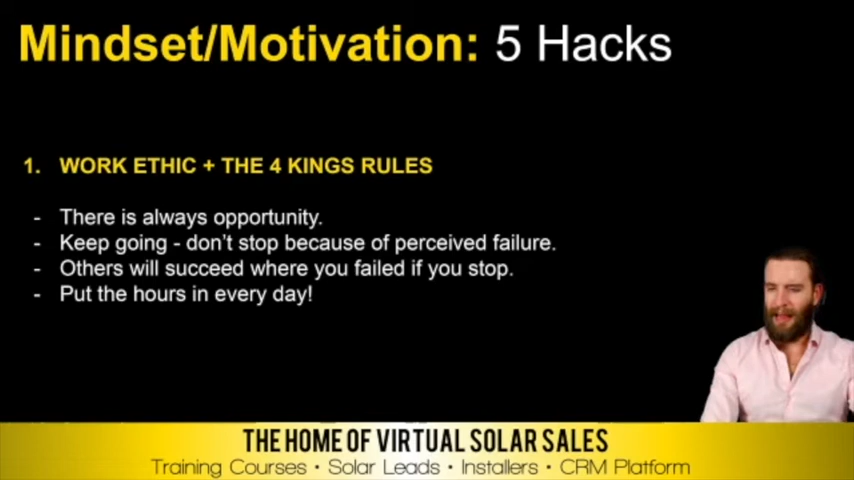 Mindset/Motivation: 5 Hacks
1. WORK ETHIC + THE 4 KINGS RULES
- There is always opportunity.
- Keep going - don't stop because of perceived failure.
- Others will succeed where you failed if you stop.
- Put the hours in every day!
THE HOME OF VIRTUAL SOLAR SALES
Training Courses • Solar Leads • Installers • CRM Platform